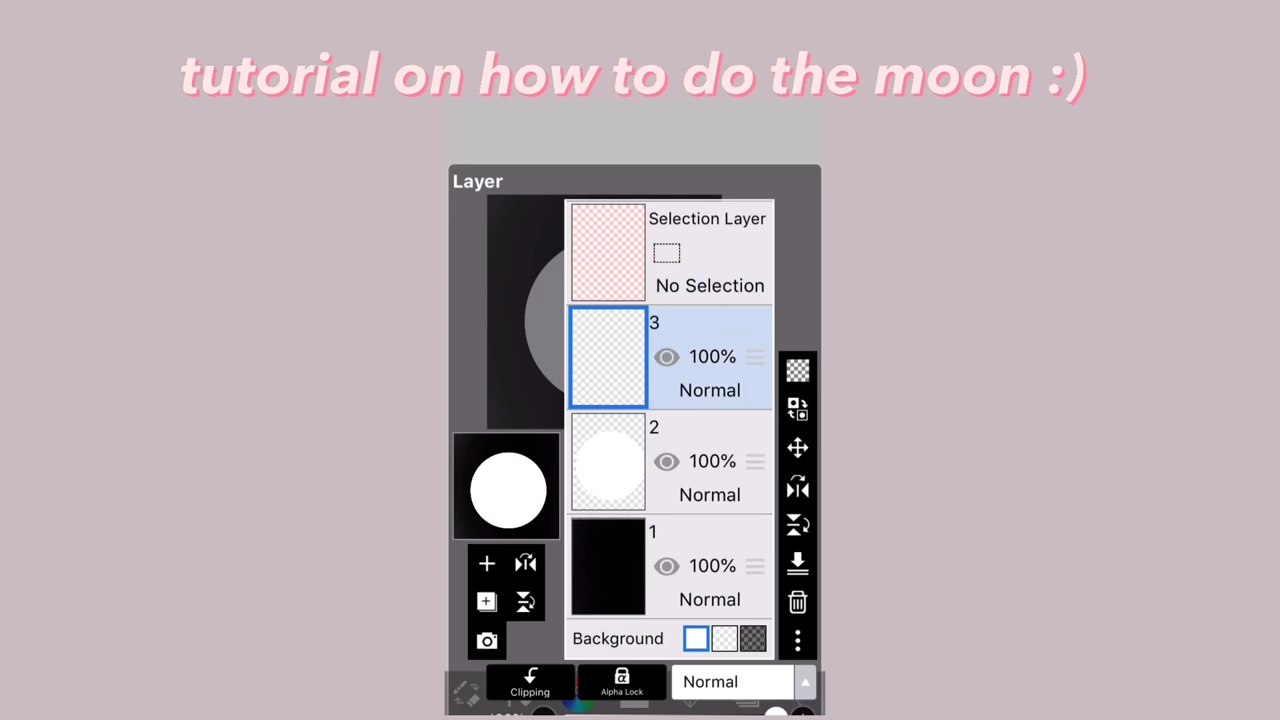 tutorial on how to do the moon :)
Layer
Selection Layer
No Selection
3
100%
Normal
2
100%
Normal
1
100%
Normal
Background
Clipping
Alpha Lock
Normal